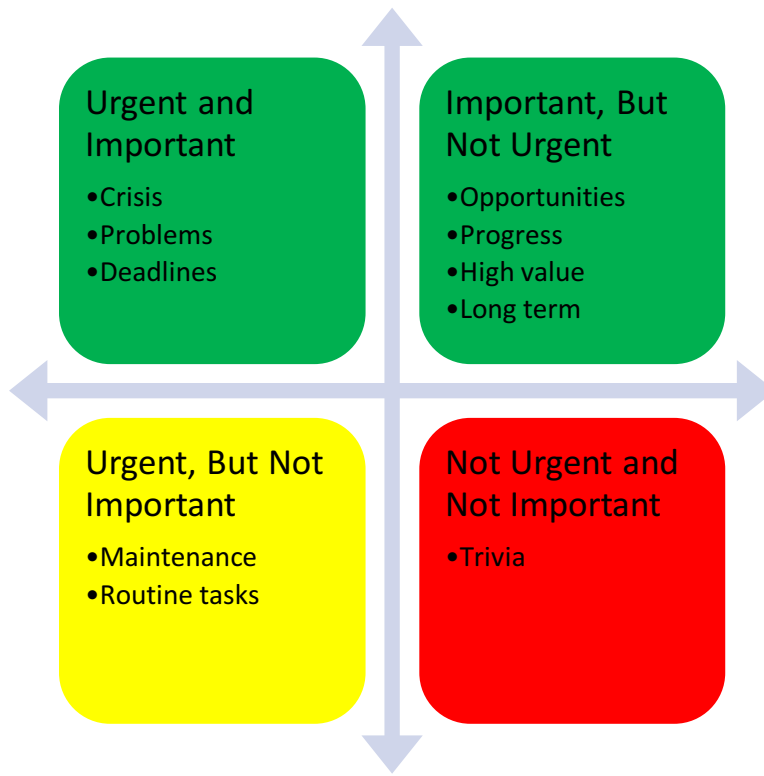 Urgent and
Important
•Crisis
•Problems
•Deadlines
Important, But
Not Urgent
•Opportunities
•Progress
•High value
•Long term
Urgent, But Not
Important
•Maintenance
•Routine tasks
Not Urgent and
Not Important
•Trivia